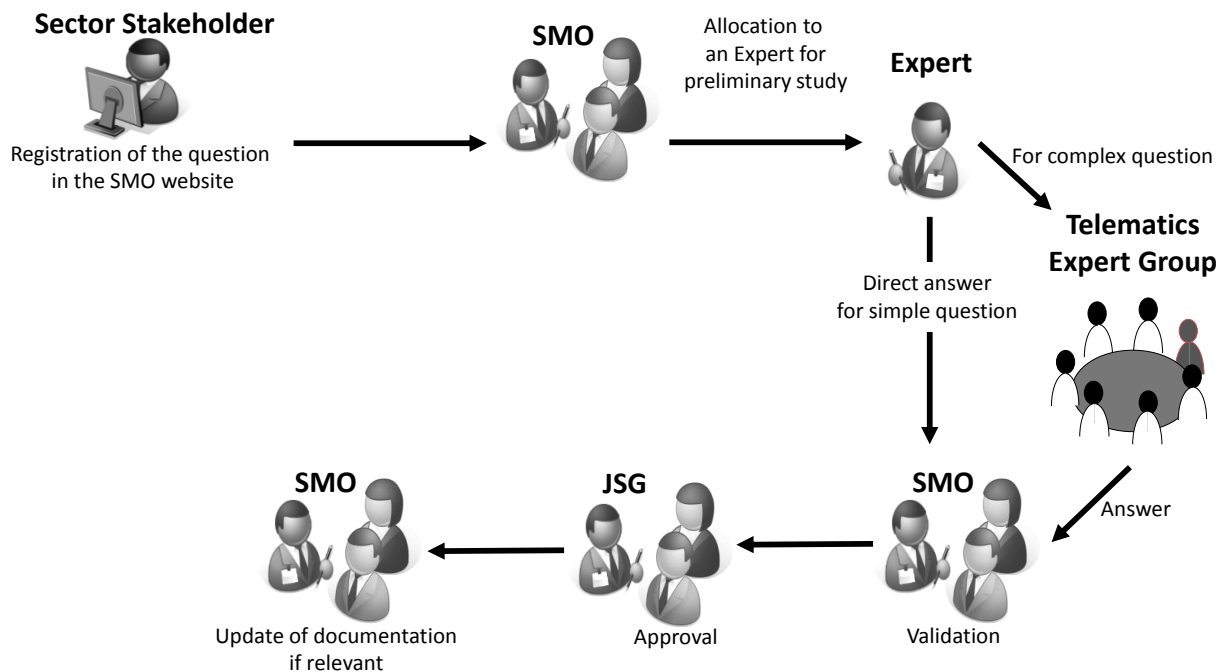 Sector Stakeholder
Registration of the question
in the SMO website
SMO
Allocation to
an Expert for
preliminary study
Expert
For complex question
Telematics
Expert Group
Direct answer
for simple question
Answer
SMO
Validation
JSG
Approval
SMO
Update of documentation
if relevant